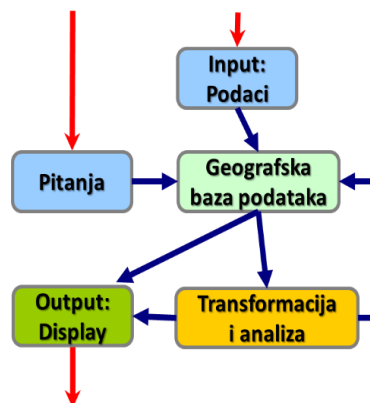 Input:
Podaci
Pitanja
Geografska
baza podataka
Output:
Display
Transformacija
i analiza